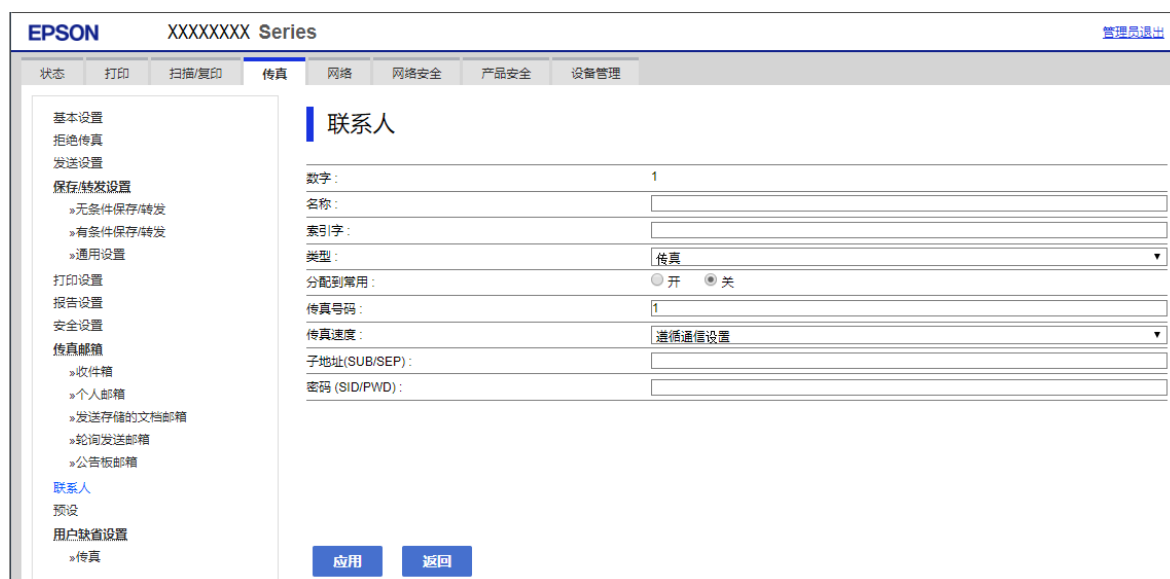 EPSON XXXXXXXX Series 管理员退出
状态 打印 扫描/复印 传真 网络 网络安全 产品安全 设备管理
基本设置
拒绝传真
发送设置
保存/转发设置
»无条件保存/转发
»有条件保存/转发
»通用设置
打印设置
报告设置
安全设置
传真邮箱
»收件箱
»个人邮箱
»发送存储的文档邮箱
»轮询发送邮箱
»公告板邮箱
联系人
预设
用户缺省设置
»传真
联系人
数字 : 1
名称 :
索引字 :
类型 : 传真
分配到常用 : 开 关
传真号码 : 1
传真速度 : 遵循通信设置
子地址(SUB/SEP) :
密码 (SID/PWD) :
应用 返回